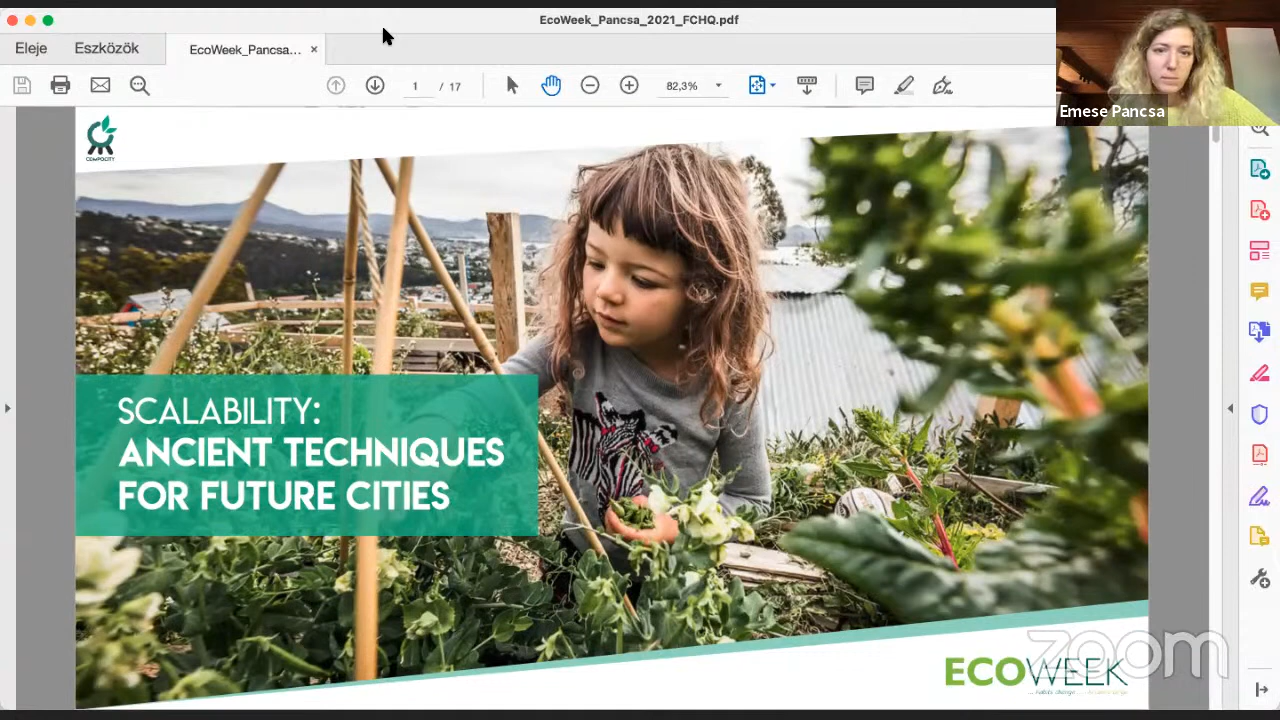 EcoWeek_Pancsa_2021_FCHQ.pdf
Eleje
Eszközök
EcoWeek_Pancsa...
1 / 17
82,3%
Emese Pancsa
COMPOCITY
SCALABILITY:
ANCIENT TECHNIQUES
FOR FUTURE CITIES
zoom
ECOWEEK